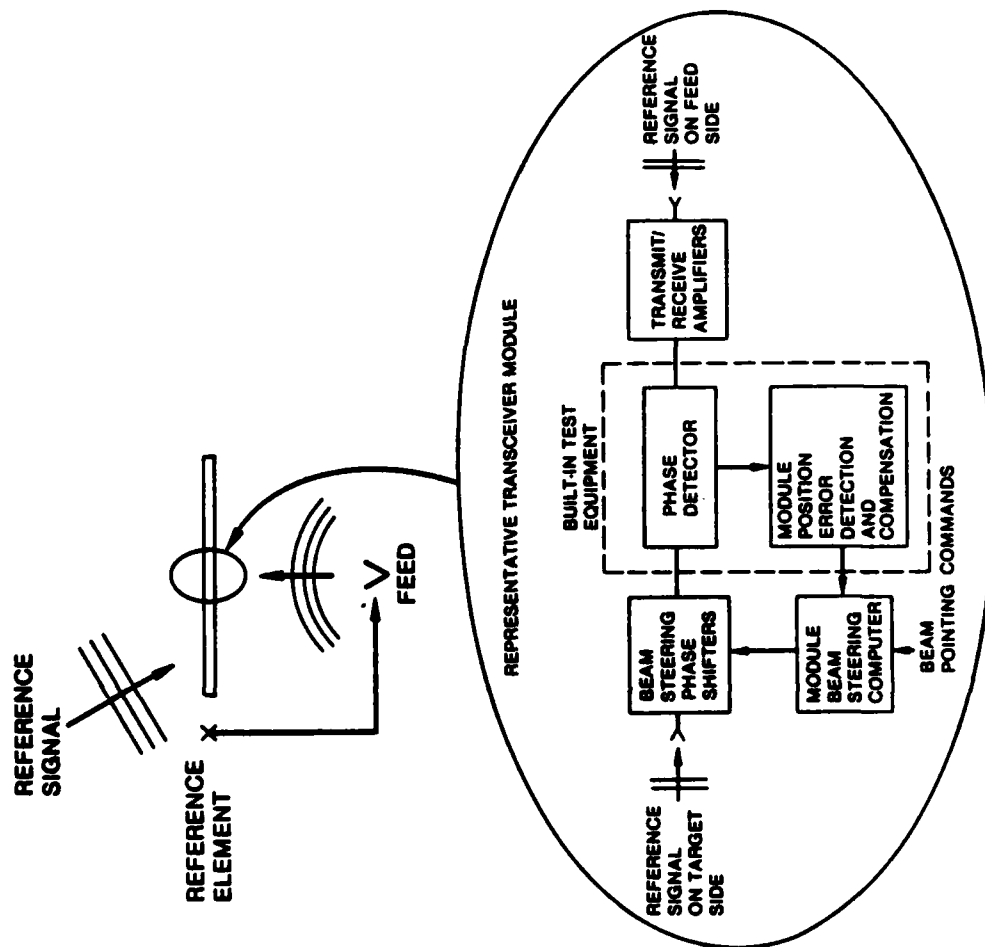 REFERENCE
SIGNAL
REFERENCE
ELEMENT
FEED
REPRESENTATIVE TRANSCEIVER MODULE
REFERENCE
SIGNAL
ON TARGET
SIDE
BEAM
STEERING
PHASE
SHIFTERS
MODULE
BEAM
STEERING
COMPUTER
BEAM
POINTING COMMANDS
BUILT-IN TEST
EQUIPMENT
PHASE
DETECTOR
MODULE
POSITION
ERROR
DETECTION
AND
COMPENSATION
TRANSMIT/
RECEIVE
AMPLIFIERS
REFERENCE
SIGNAL
ON FEED
SIDE